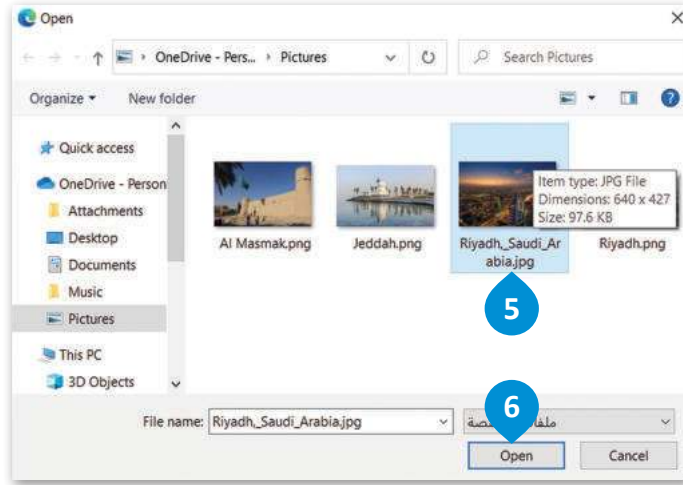 Open
OneDrive - Pers... › Pictures
Search Pictures
Organize
New folder
Quick access
OneDrive - Person
Attachments
Desktop
Documents
Music
Pictures
This PC
3D Objects
Al Masmak.png
Jeddah.png
Riyadh,_Saudi_Ar
abia.jpg
Riyadh.png
Item type: JPG File
Dimensions: 640 x 427
Size: 97.6 KB
5
File name: Riyadh,_Saudi_Arabia.jpg
6
Open
Cancel